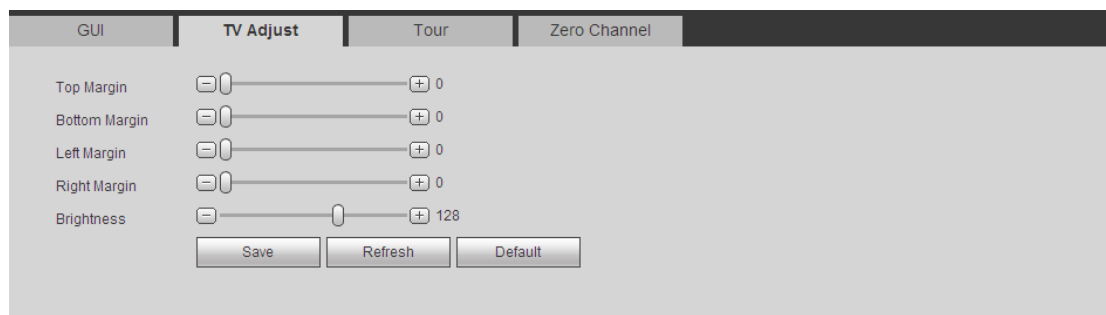 GUI TV Adjust Tour Zero Channel
Top Margin 0
Bottom Margin 0
Left Margin 0
Right Margin 0
Brightness 128
Save Refresh Default